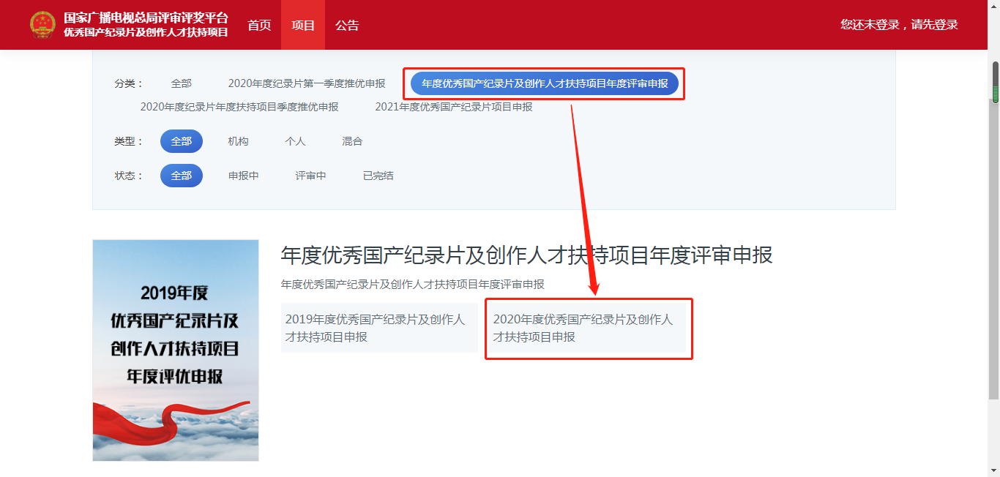 国家广播电视总局评审评奖平台
优秀国产纪录片及创作人才扶持项目
首页 项目 公告
您还未登录，请先登录
分类： 全部 2020年度纪录片第一季度推优申报 年度优秀国产纪录片及创作人才扶持项目年度评审申报
2020年度纪录片年度扶持项目季度推优申报 2021年度优秀国产纪录片项目申报
类型： 全部 机构 个人 混合
状态： 全部 申报中 评审中 已完结
2019年度
优秀国产纪录片及
创作人才扶持项目
年度评优申报
年度优秀国产纪录片及创作人才扶持项目年度评审申报
年度优秀国产纪录片及创作人才扶持项目年度评审申报
2019年度优秀国产纪录片及创作人
才扶持项目申报
2020年度优秀国产纪录片及创作人
才扶持项目申报